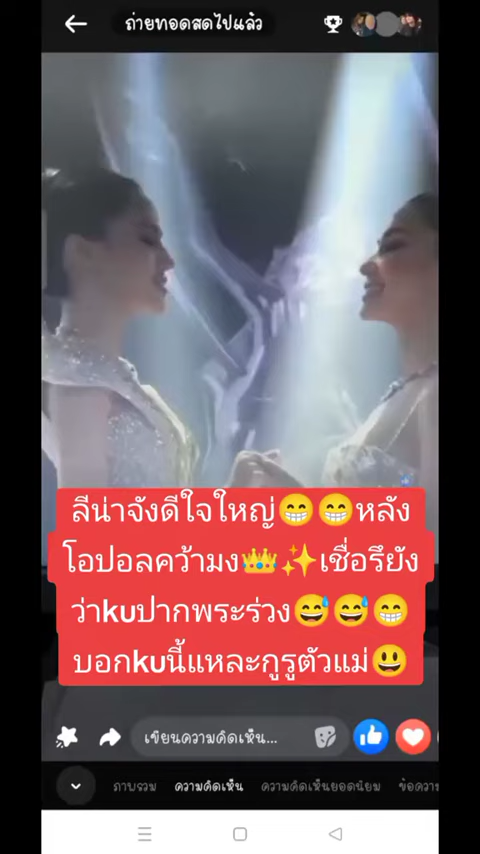 ถ่ายทอดสดไปแล้ว
ลีน่าจังดีใจใหญ่😁😁หลัง
โอปอลคว้ามง👑✨เชื่อรึยัง
ว่าkuปากพระร่วง😅😅😁
บอกkuนี้แหละกูรูตัวแม่😃
เขียนความคิดเห็น...
ภาพรวม ความคิดเห็น ความคิดเห็นยอดนิยม ข้อความ